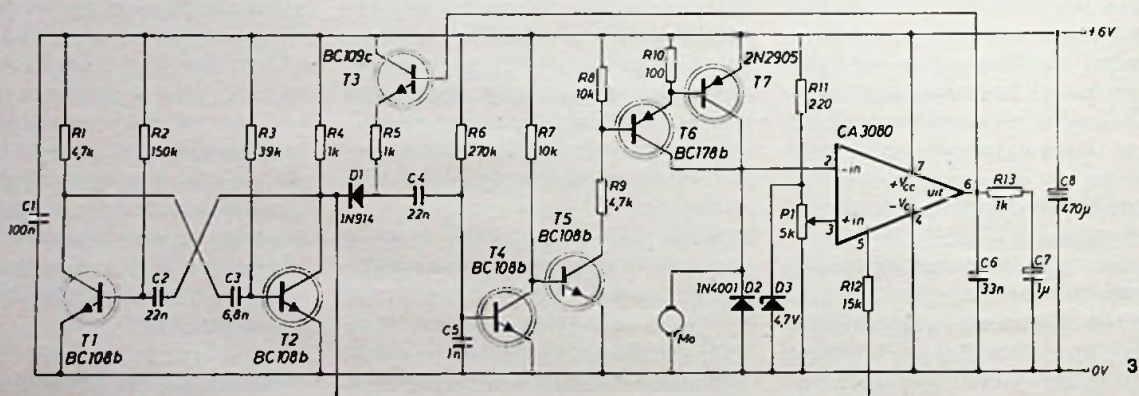 BC109c
T3
R1
4,7k
R2
150k
R3
39k
R4
1k
R5
1k
R6
270k
R7
10k
R8
10k
R9
4,7k
R10
100
2N2905
T7
T6
BC178b
R11
220
CA3080
+6V
C1
100n
D1
1N914
C4
22n
2
-in
7
+Vcc
-Vcc
4
uit
6
R13
1k
C8
470µ
P1
5k
+in
3
5
T5
BC108b
T4
BC108b
C2
22n
C3
6,8n
T1
BC108b
T2
BC108b
C5
1n
Mo
1N4001
D2
D3
4,7V
R12
15k
C6
33n
C7
1µ
0V
3